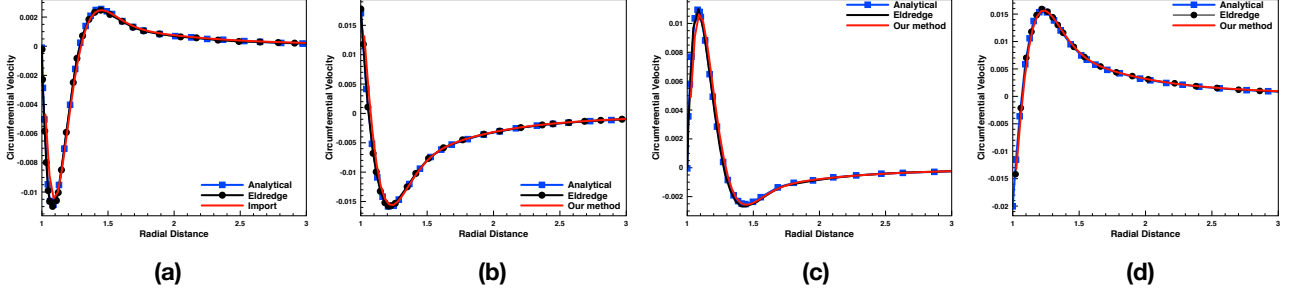 0.002
0
-0.002
-0.004
-0.006
-0.008
-0.01
Circumferential Velocity
Analytical
Eldredge
Import
1 1.5 2 2.5 3
Radial Distance
(a)
0.015
0.01
0.005
0
-0.005
-0.01
-0.015
Circumferential Velocity
Analytical
Eldredge
Our method
1 1.5 2 2.5 3
Radial Distance
(b)
0.01
0.008
0.006
0.004
0.002
0
-0.002
Circumferential Velocity
Analytical
Eldredge
Our method
1 1.5 2 2.5 3
Radial Distance
(c)
0.015
0.01
0.005
0
-0.005
-0.01
-0.015
-0.02
Circumferential Velocity
Analytical
Eldredge
Our method
1 1.5 2 2.5 3
Radial Distance
(d)